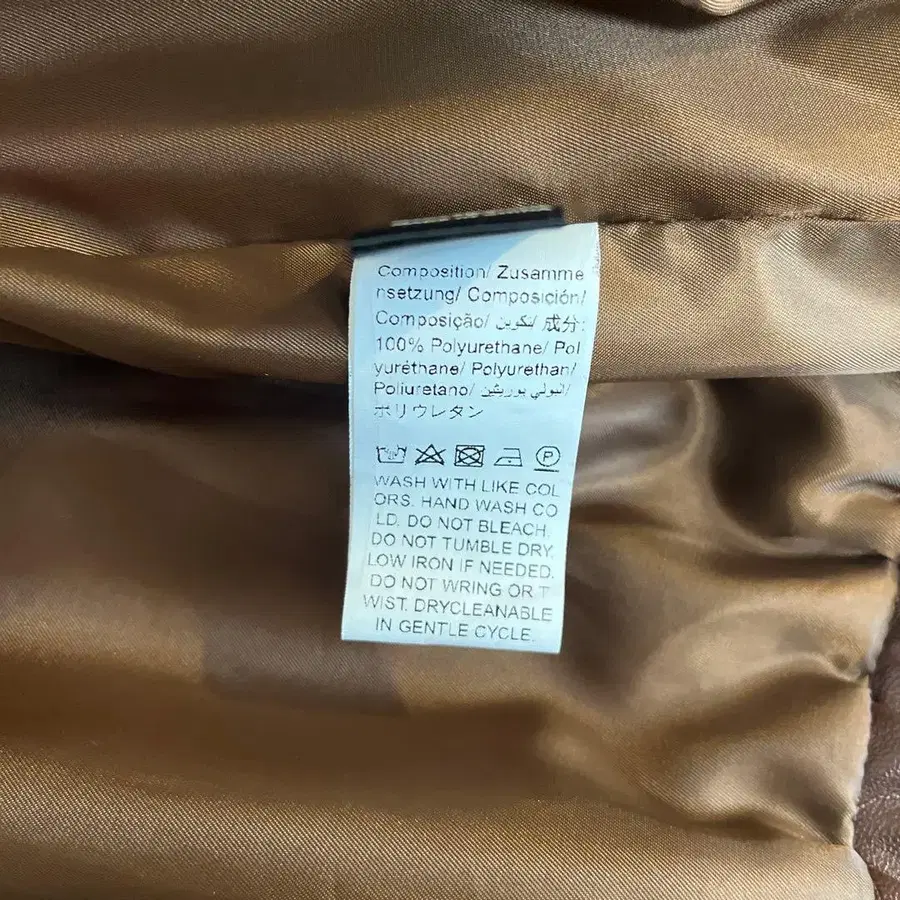 Composition/ Zusamme
nsetzung/ Composición/
Composição/ تكوين/ 成分:
100% Polyurethane/ Pol
yuréthane/ Polyurethan/
Poliuretano/ البولي يوريثين/
ポリウレタン
P
WASH WITH LIKE COL
ORS. HAND WASH CO
LD. DO NOT BLEACH.
DO NOT TUMBLE DRY.
LOW IRON IF NEEDED.
DO NOT WRING OR T
WIST. DRYCLEANABLE
IN GENTLE CYCLE.